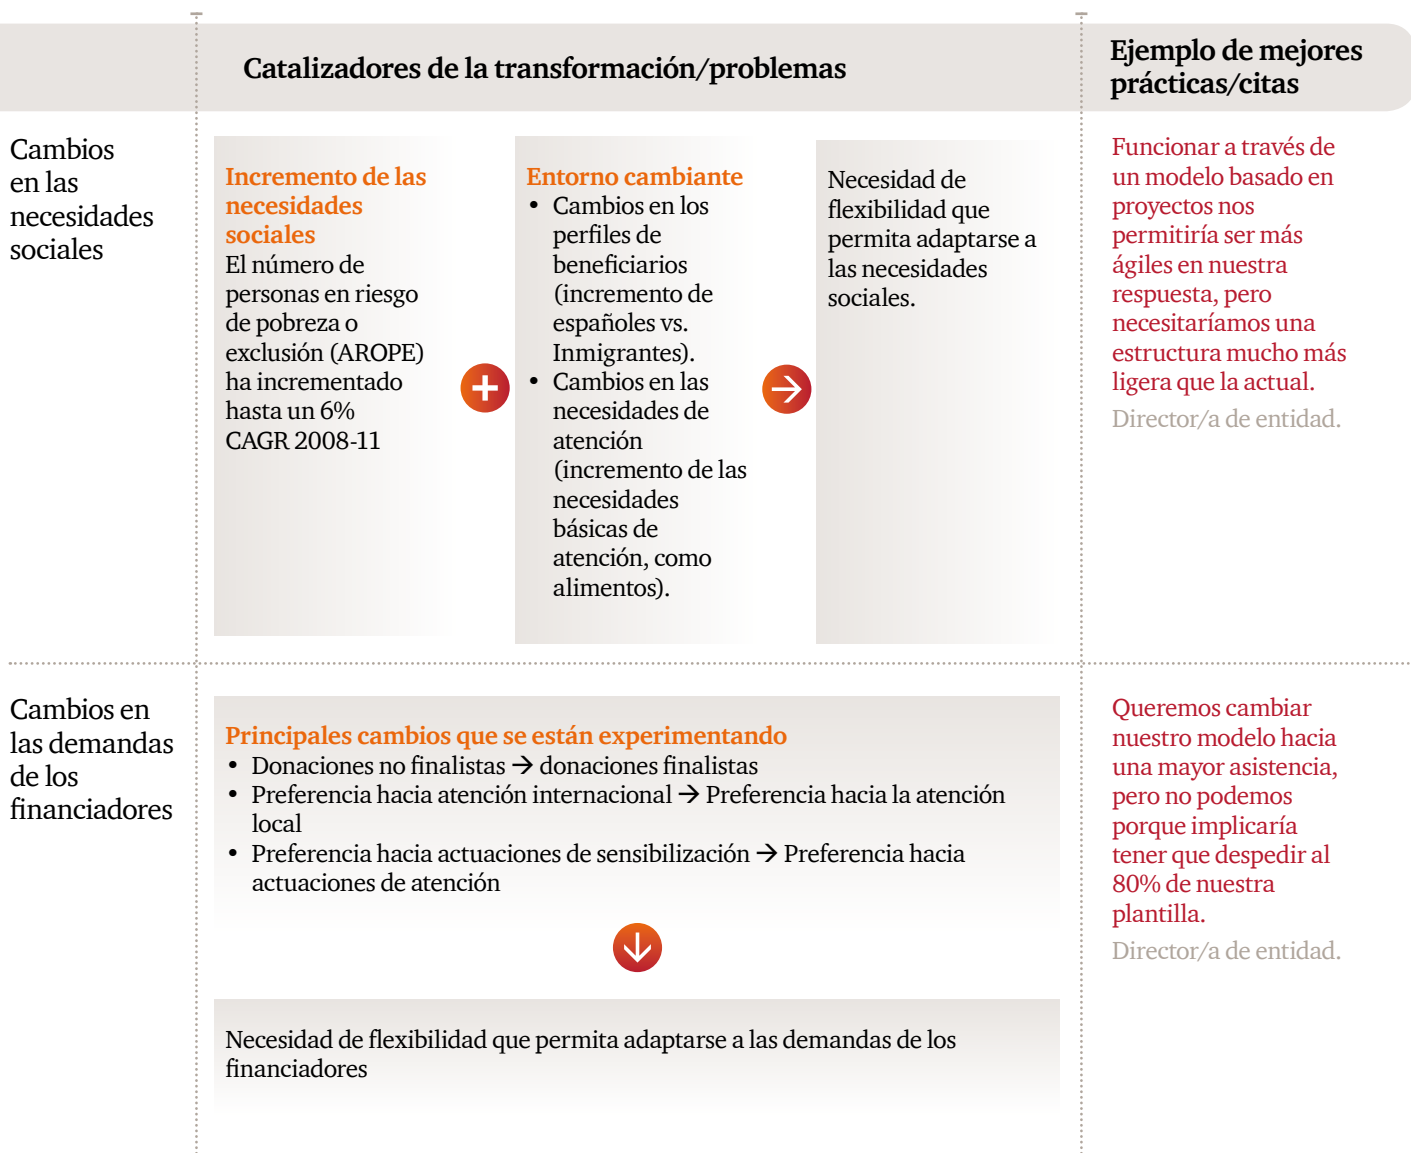 Catalizadores de la transformación/problemas
Ejemplo de mejores
prácticas/citas
Cambios
en las
necesidades
sociales
Incremento de las
necesidades
sociales
El número de
personas en riesgo
de pobreza o
exclusión (AROPE)
ha incrementado
hasta un 6%
CAGR 2008-11
+
Entorno cambiante
• Cambios en los
perfiles de
beneficiarios
(incremento de
españoles vs.
Inmigrantes).
• Cambios en las
necesidades de
atención
(incremento de las
necesidades
básicas de
atención, como
alimentos).
→
Necesidad de
flexibilidad que
permita adaptarse a
las necesidades
sociales.
Funcionar a través de
un modelo basado en
proyectos nos
permitiría ser más
ágiles en nuestra
respuesta, pero
necesitaríamos una
estructura mucho más
ligera que la actual.
Director/a de entidad.
Cambios en
las demandas
de los
financiadores
Principales cambios que se están experimentando
• Donaciones no finalistas → donaciones finalistas
• Preferencia hacia atención internacional → Preferencia hacia la atención
local
• Preferencia hacia actuaciones de sensibilización → Preferencia hacia
actuaciones de atención
↓
Necesidad de flexibilidad que permita adaptarse a las demandas de los
financiadores
Queremos cambiar
nuestro modelo hacia
una mayor asistencia,
pero no podemos
porque implicaría
tener que despedir al
80% de nuestra
plantilla.
Director/a de entidad.